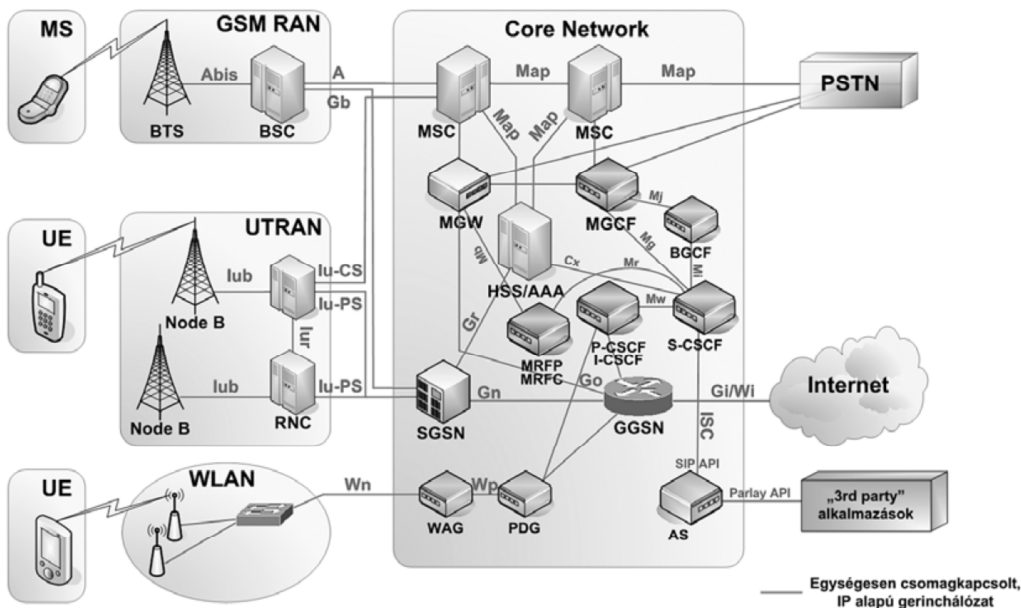 MS
GSM RAN
Core Network
Abis
A
Gb
Map
Map
PSTN
BTS
BSC
MSC
MSC
Map
Map
MGW
MGCF
Mj
BGCF
Mg
Mi
UE
UTRAN
Iub
Iu-CS
Iu-PS
Node B
Iur
Mb
HSS/AAA
Cx
Mr
Mw
Gr
MRFP
MRFC
P-CSCF
I-CSCF
S-CSCF
Iub
Iu-PS
Node B
RNC
SGSN
Gn
Go
GGSN
Gi/Wi
Internet
ISC
UE
WLAN
Wn
WAG
Wp
PDG
SIP API
AS
Parlay API
„3rd party”
alkalmazások
Egységesen csomagkapcsolt,
IP alapú gerinchálózat